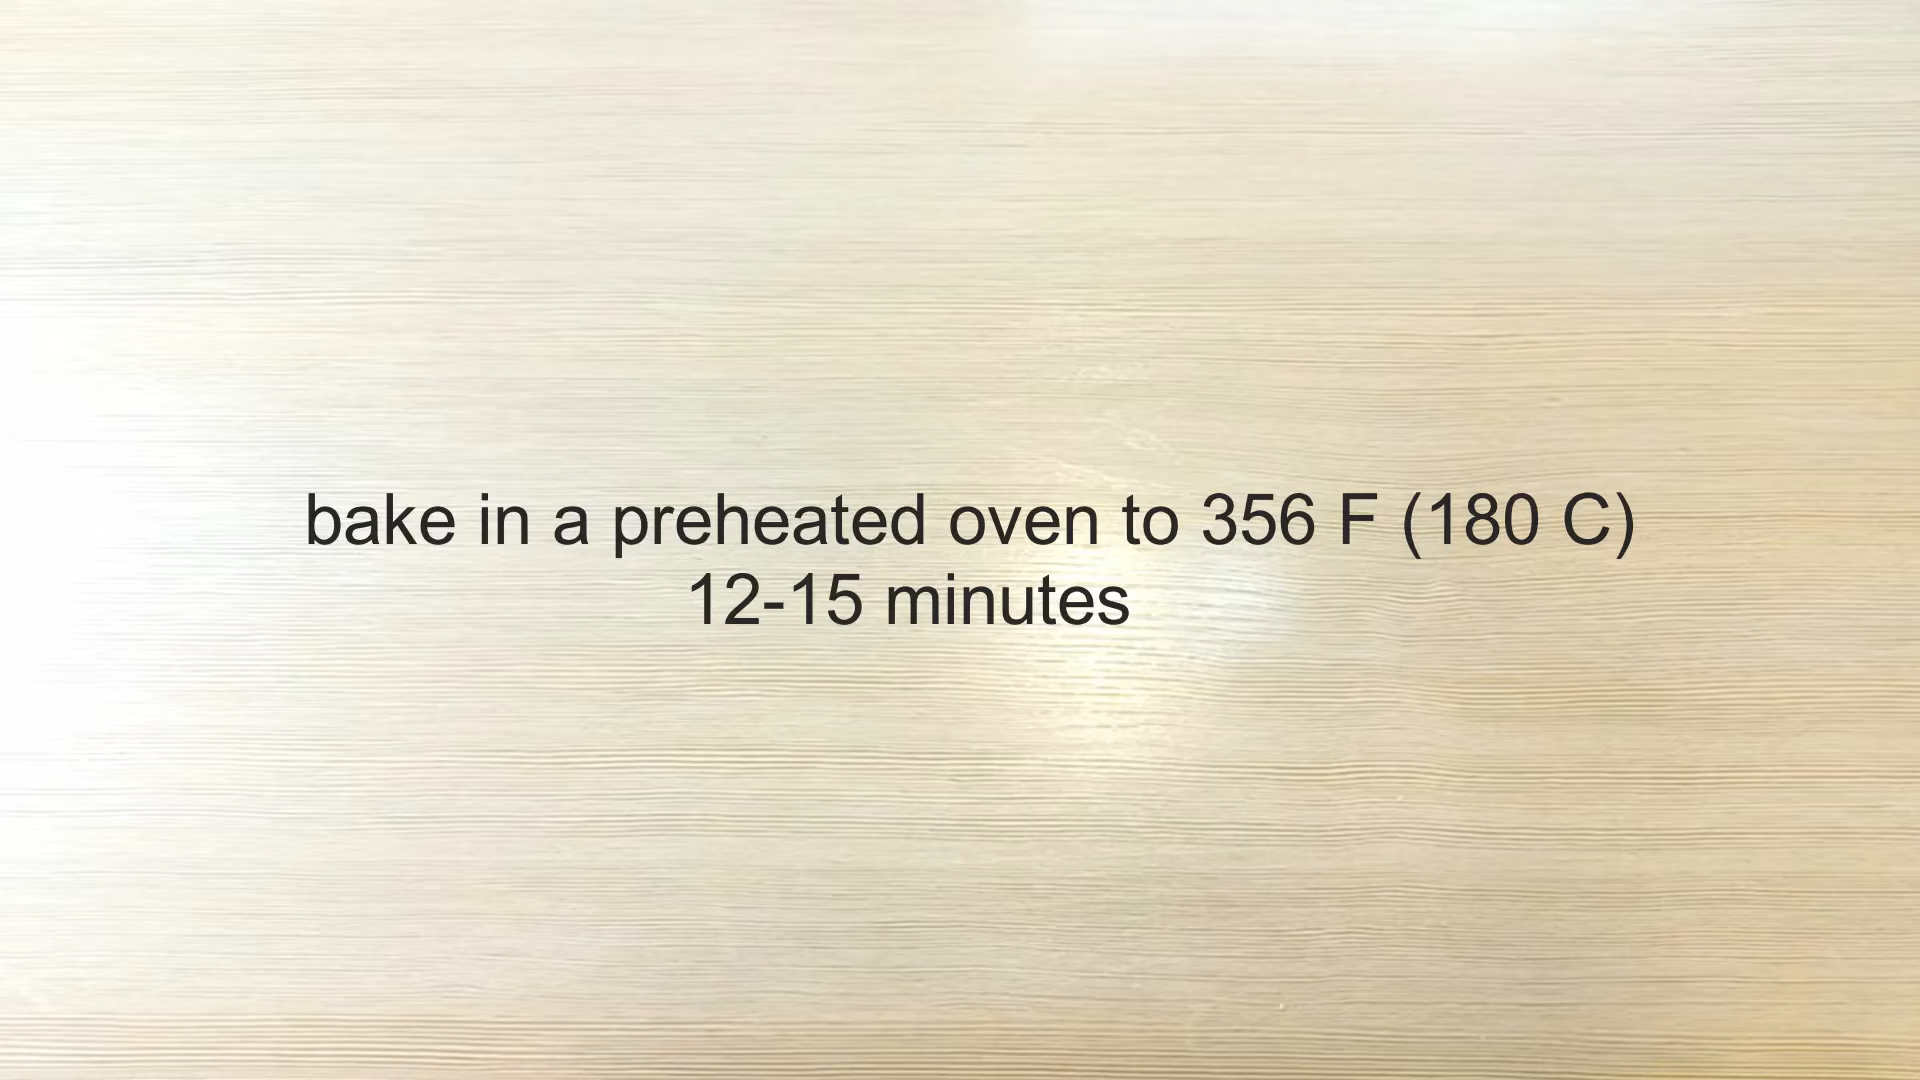 bake in a preheated oven to 356 F (180 C)
12-15 minutes